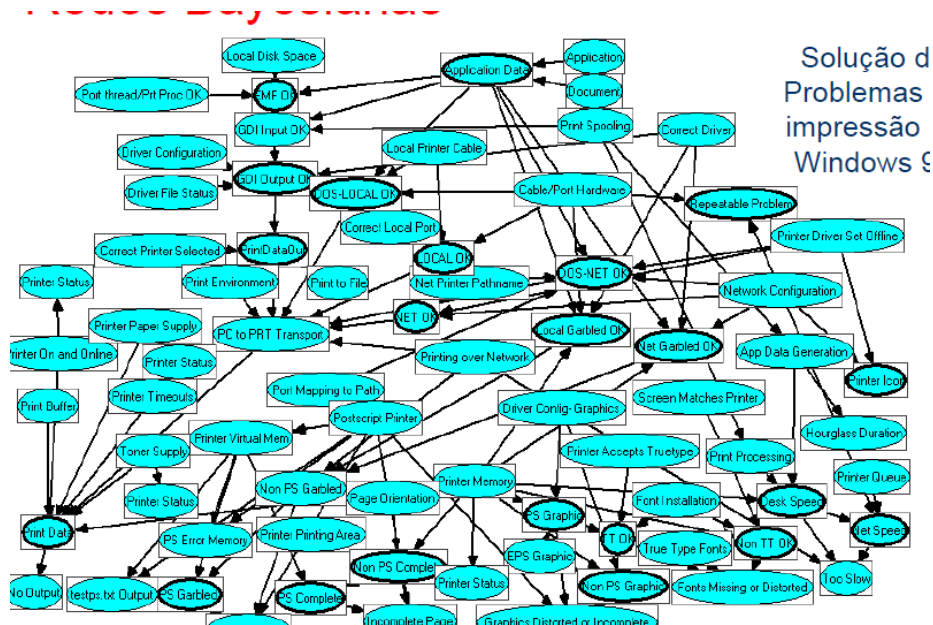 Redes Bayesianas
Solução d
Problemas
impressão
Windows 9
Local Disk Space
Application Data
Application
Port thread/Prt Proc OK
EMF OK
Document
GDI Input OK
Print Spooling
Correct Driver
Driver Configuration
Local Printer Cable
GDI Output OK
Driver File Status
DOS-LOCAL OK
Cable/Port Hardware
Repeatable Problem
Correct Local Port
Printer Driver Set Offline
Correct Printer Selected
PrintDataOut
LOCAL OK
DOS-NET OK
Printer Status
Print Environment
Print to File
Net Printer Pathname
Network Configuration
Printer Paper Supply
NET OK
PC to PRT Transport
Local Garbled OK
Printer On and Online
Printer Status
Printing over Network
Net Garbled OK
App Data Generation
Printer Icon
Print Buffer
Printer Timeouts
Port Mapping to Path
Screen Matches Printer
Postscript Printer
Driver Config- Graphics
Hourglass Duration
Printer Virtual Mem
Toner Supply
Printer Accepts Truetype
Print Processing
Printer Queue
Printer Status
Non PS Garbled
Page Orientation
Printer Memory
Font Installation
Desk Speed
Print Data
PS Graphic
Net Speed
PS Error Memory
Printer Printing Area
TT OK
Non TT OK
EPS Graphic
True Type Fonts
Non PS Complet
Printer Status
Non PS Graphic
Fonts Missing or Distorted
Too Slow
No Output
(testps.txt Output
PS Garbled
PS Complete
Incomplete Page
Graphics Distorted or Incomplete